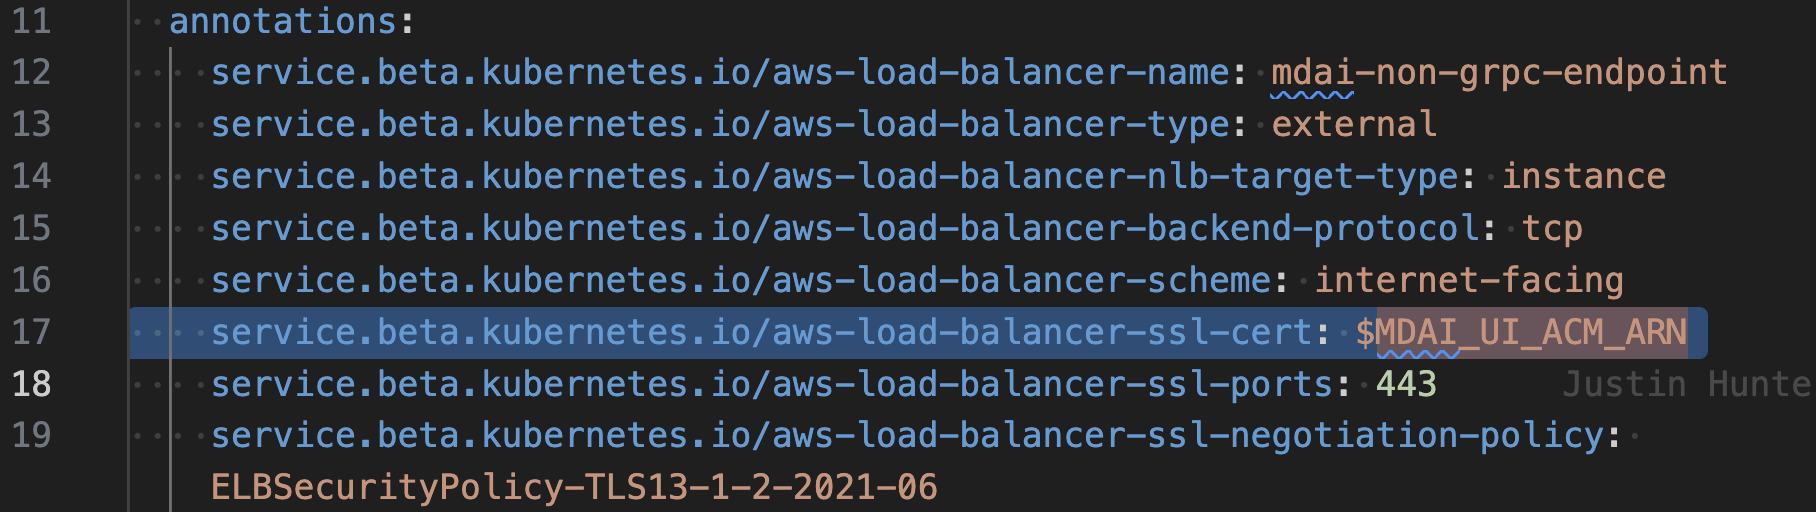 11 annotations:
12 service.beta.kubernetes.io/aws-load-balancer-name: mdai-non-grpc-endpoint
13 service.beta.kubernetes.io/aws-load-balancer-type: external
14 service.beta.kubernetes.io/aws-load-balancer-nlb-target-type: instance
15 service.beta.kubernetes.io/aws-load-balancer-backend-protocol: tcp
16 service.beta.kubernetes.io/aws-load-balancer-scheme: internet-facing
17 service.beta.kubernetes.io/aws-load-balancer-ssl-cert: $MDAI_UI_ACM_ARN
18 service.beta.kubernetes.io/aws-load-balancer-ssl-ports: 443 Justin Hunte
19 service.beta.kubernetes.io/aws-load-balancer-ssl-negotiation-policy:
ELBSecurityPolicy-TLS13-1-2-2021-06